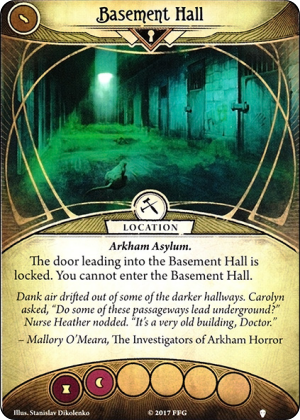 Basement Hall
LOCATION
Arkham Asylum.
The door leading into the Basement Hall is
locked. You cannot enter the Basement Hall.
Dank air drifted out of some of the darker hallways. Carolyn
asked, “Do some of these passageways lead underground?”
Nurse Heather nodded. “It’s a very old building, Doctor.”
– Mallory O’Meara, The Investigators of Arkham Horror
Illus. Stanislav Dikolenko
© 2017 FFG